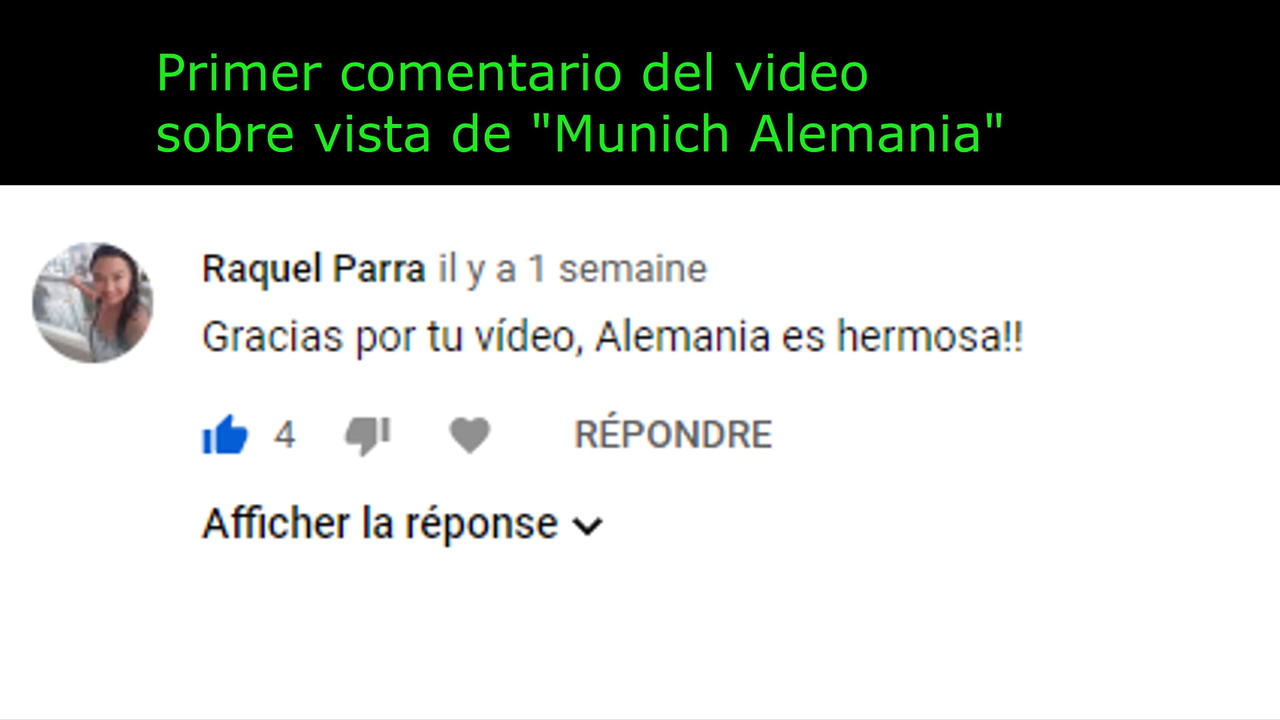 Primer comentario del video
sobre vista de "Munich Alemania"
Raquel Parra il y a 1 semaine
Gracias por tu vídeo, Alemania es hermosa!!
4 RÉPONDRE
Afficher la réponse